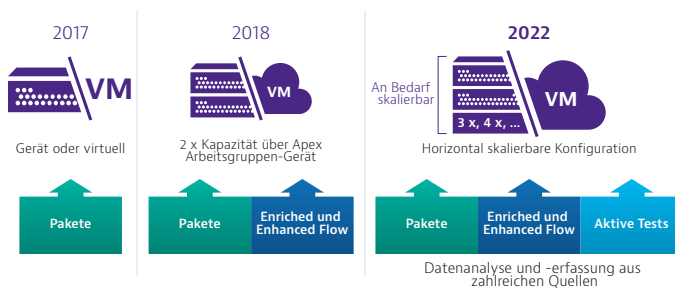 2017
VM
Gerät oder virtuell
Pakete
2018
VM
2 x Kapazität über Apex
Arbeitsgruppen-Gerät
Pakete
Enriched und
Enhanced Flow
2022
An Bedarf
skalierbar
3 x, 4 x, ...
VM
Horizontal skalierbare Konfiguration
Pakete
Enriched und
Enhanced Flow
Aktive Tests
Datenanalyse und -erfassung aus
zahlreichen Quellen